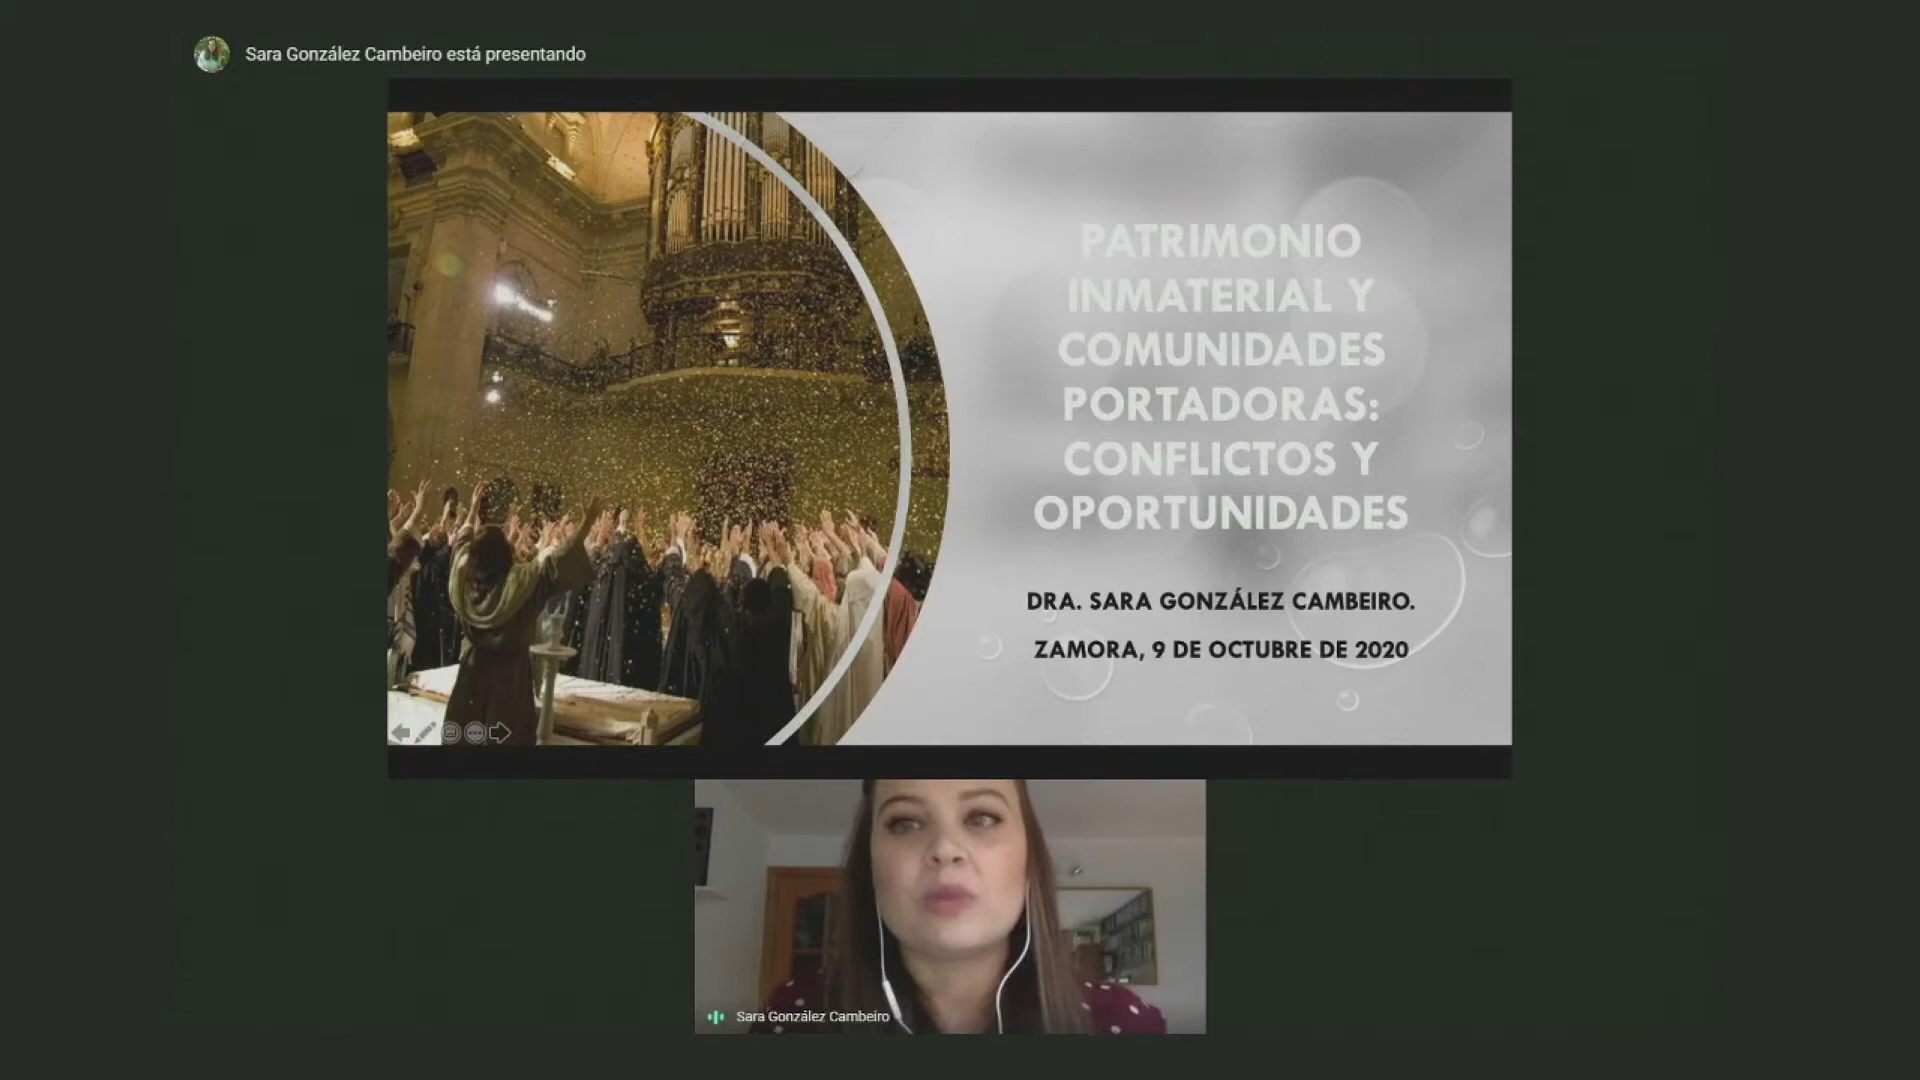 Sara González Cambeiro está presentando
PATRIMONIO
INMATERIAL Y
COMUNIDADES
PORTADORAS:
CONFLICTOS Y
OPORTUNIDADES
DRA. SARA GONZÁLEZ CAMBEIRO.
ZAMORA, 9 DE OCTUBRE DE 2020
Sara González Cambeiro